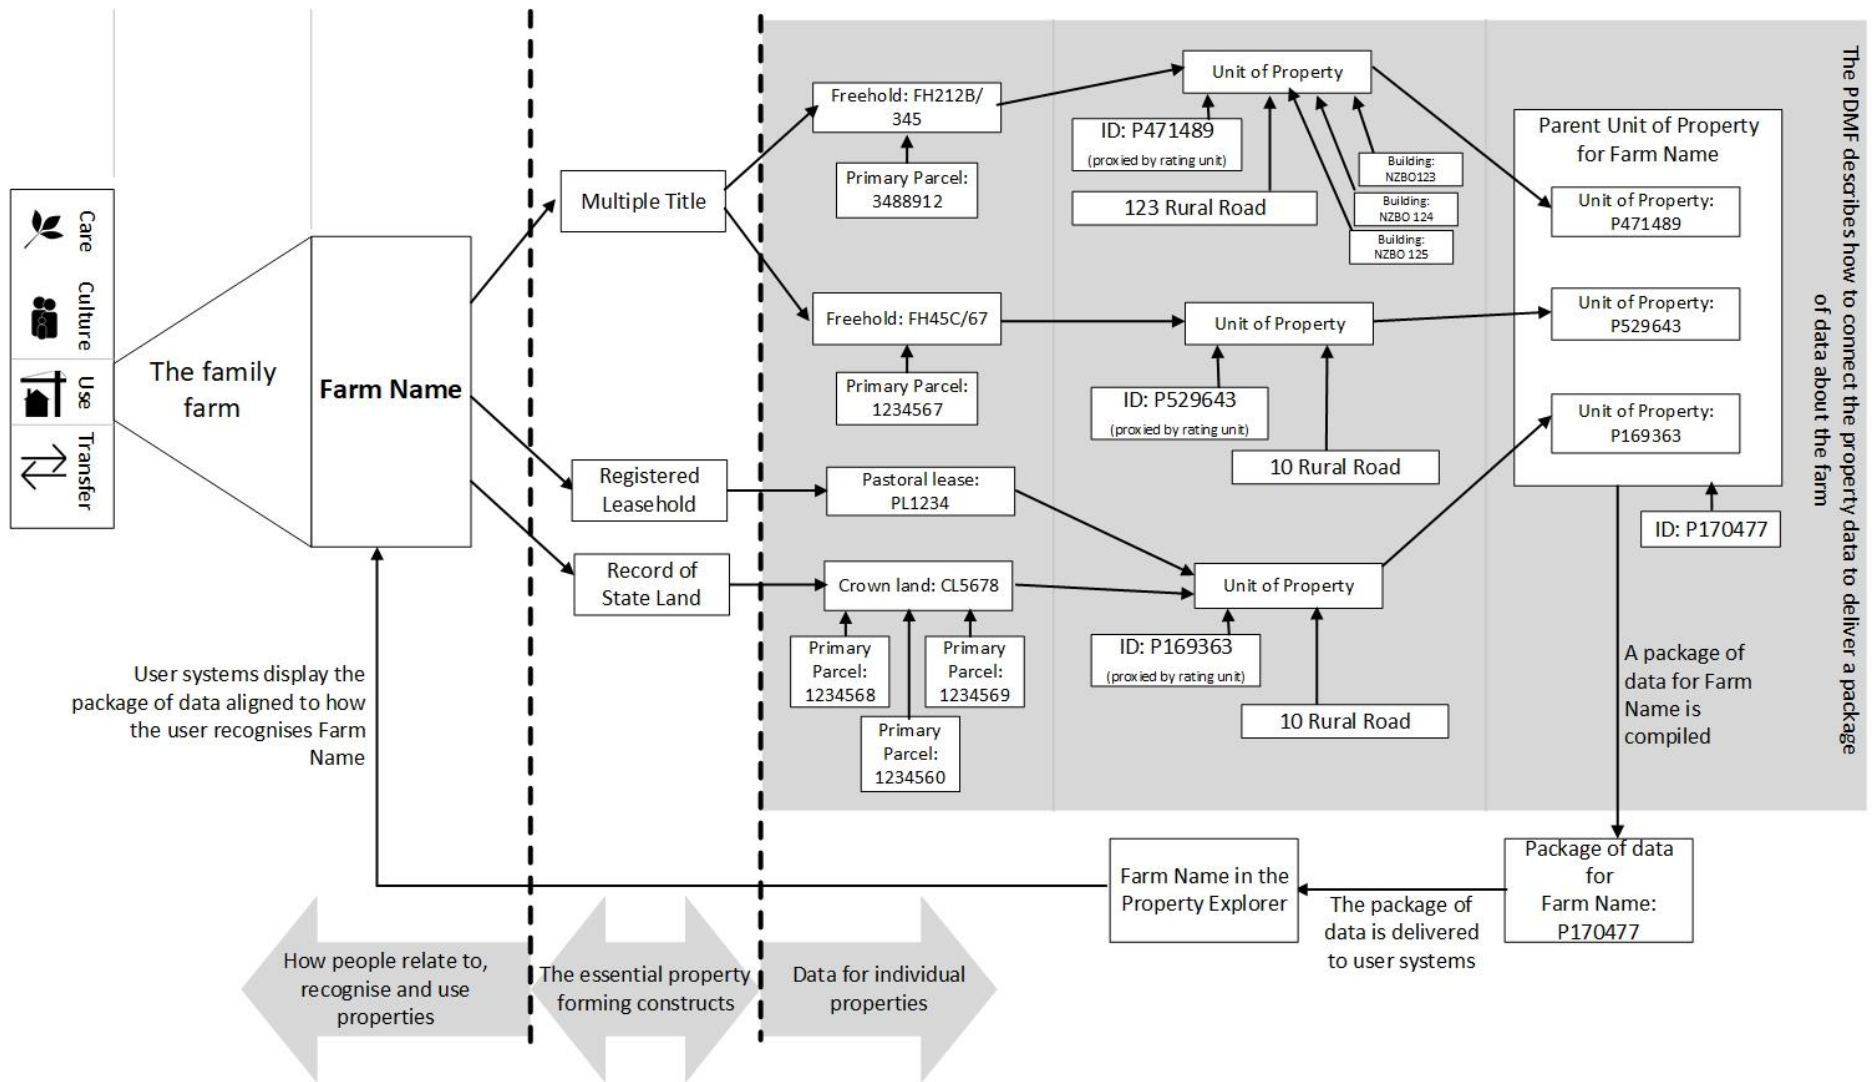 Care
Culture
Use
Transfer
The family
farm
Farm Name
Multiple Title
Registered
Leasehold
Record of
State Land
Freehold: FH212B/
345
Primary Parcel:
3488912
Freehold: FH45C/67
Primary Parcel:
1234567
Pastoral lease:
PL1234
Crown land: CL5678
Primary
Parcel:
1234568
Primary
Parcel:
1234569
Primary
Parcel:
1234560
Unit of Property
ID: P471489
(proxied by rating unit)
123 Rural Road
Building:
NZBO123
Building:
NZBO 124
Building:
NZBO 125
Unit of Property
ID: P529643
(proxied by rating unit)
10 Rural Road
Unit of Property
ID: P169363
(proxied by rating unit)
10 Rural Road
Parent Unit of Property
for Farm Name
Unit of Property:
P471489
Unit of Property:
P529643
Unit of Property:
P169363
ID: P170477
The PDMF describes how to connect the property data to deliver a package
of data about the farm
A package of
data for Farm
Name is
compiled
Package of data
for
Farm Name:
P170477
The package of
data is delivered
to user systems
Farm Name in the
Property Explorer
User systems display the
package of data aligned to how
the user recognises Farm
Name
How people relate to,
recognise and use
properties
The essential property
forming constructs
Data for individual
properties